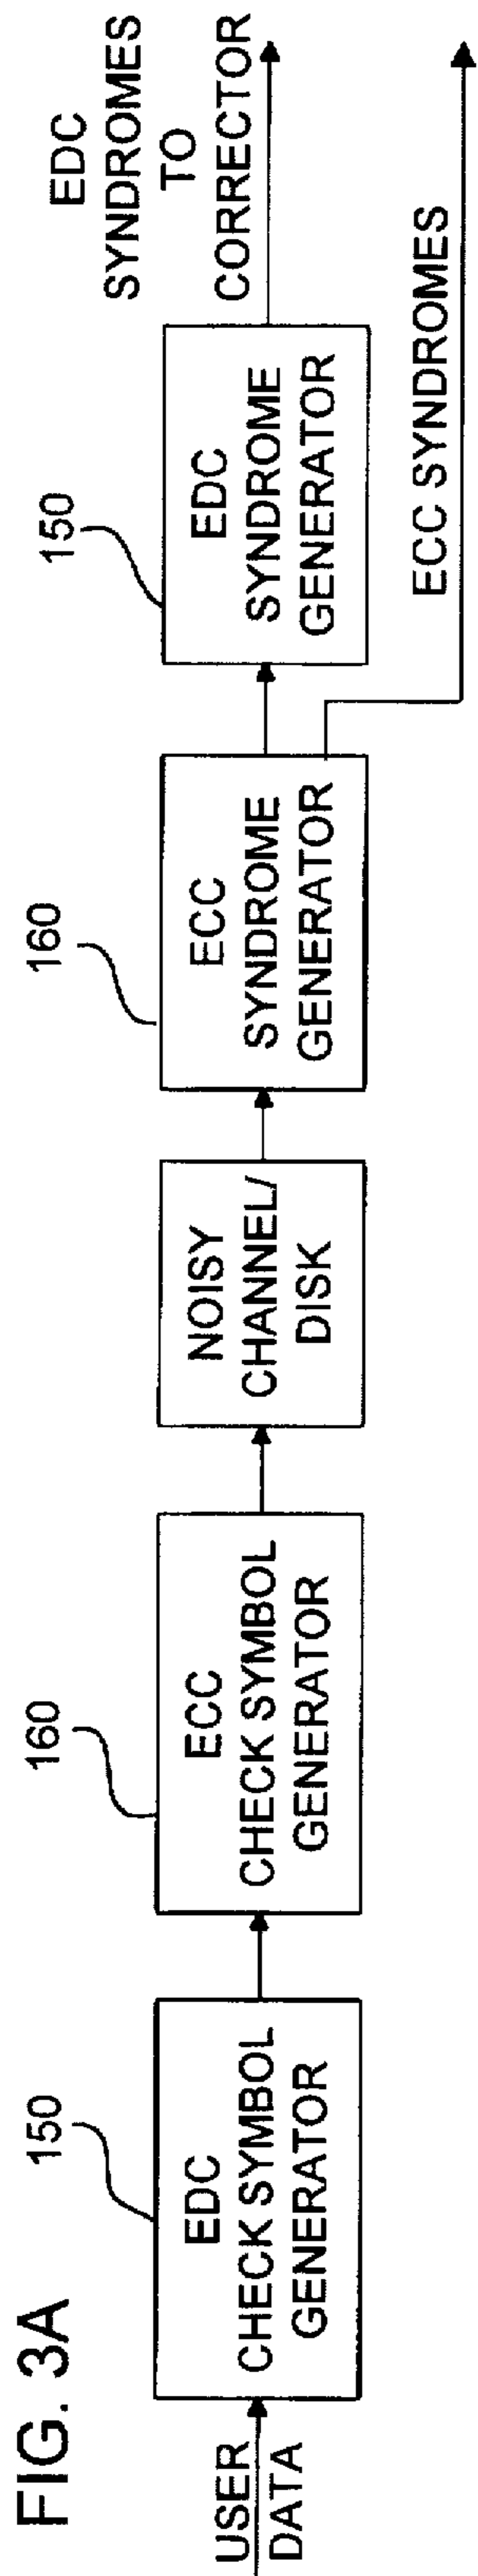 FIG. 3A
USER
DATA
150
EDC
CHECK SYMBOL
GENERATOR
160
ECC
CHECK SYMBOL
GENERATOR
NOISY
CHANNEL/
DISK
160
ECC
SYNDROME
GENERATOR
150
EDC
SYNDROME
GENERATOR
EDC
SYNDROMES
TO
CORRECTOR
ECC SYNDROMES